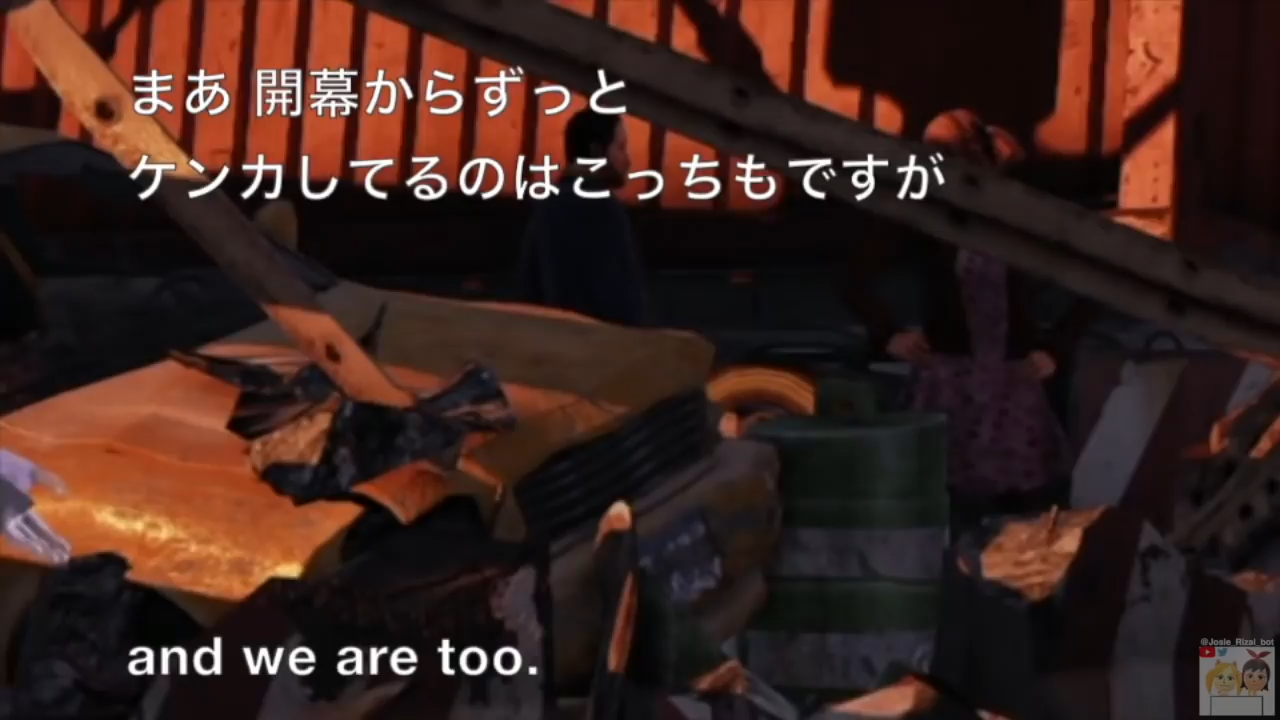 まあ 開幕からずっと
ケンカしてるのはこっちもですが
and we are too.
@Josie_Rizal_bot